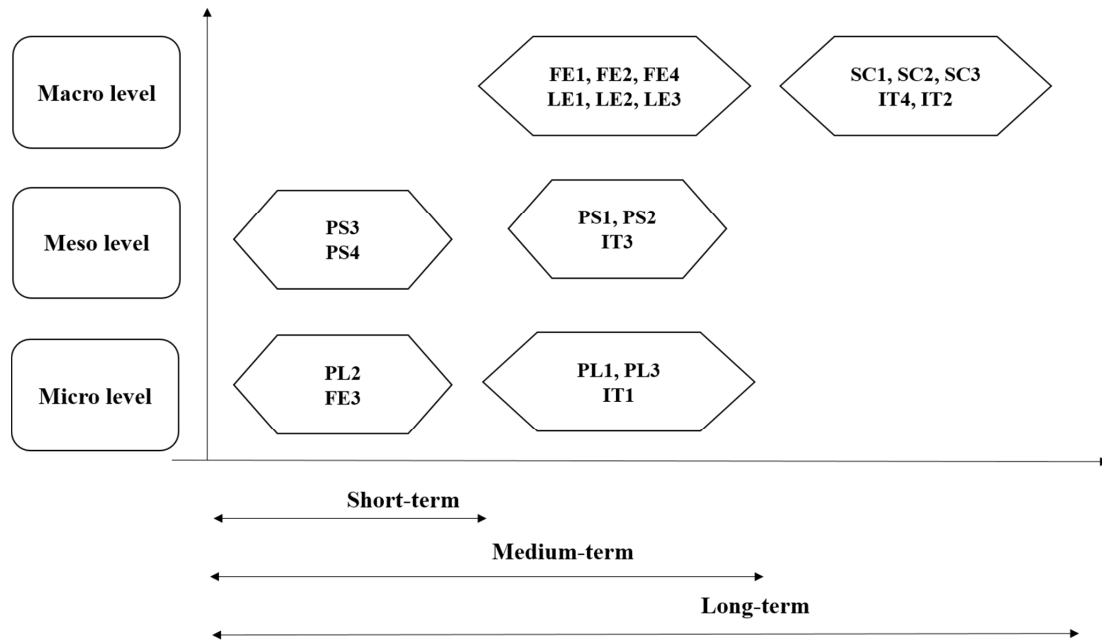 Macro level
FE1, FE2, FE4
LE1, LE2, LE3
SC1, SC2, SC3
IT4, IT2
Meso level
PS3
PS4
PS1, PS2
IT3
Micro level
PL2
FE3
PL1, PL3
IT1
Short-term
Medium-term
Long-term